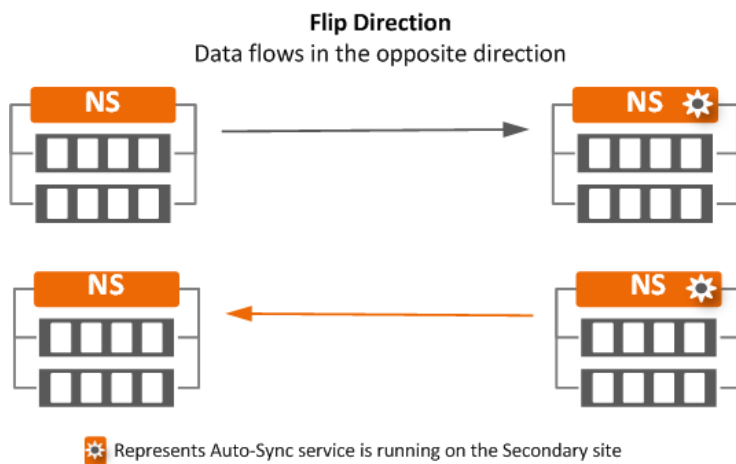 Flip Direction
Data flows in the opposite direction
NS
NS
NS
NS
Represents Auto-Sync service is running on the Secondary site